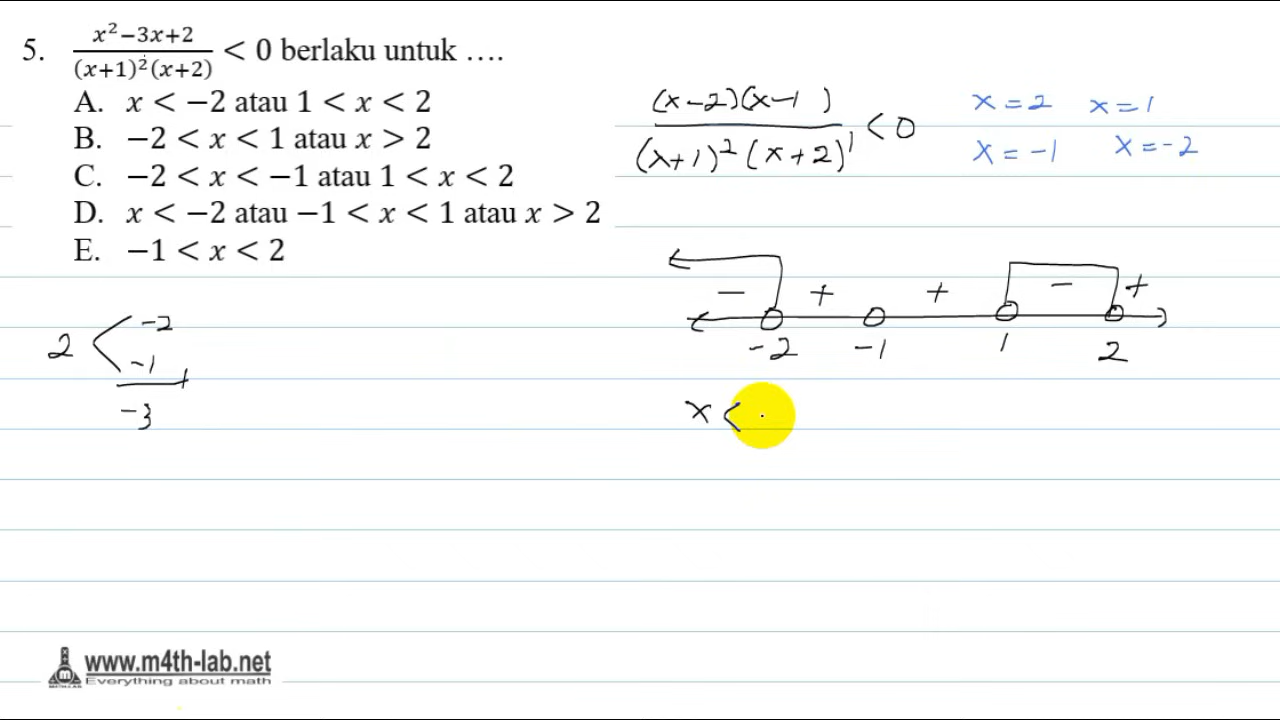 5. x²−3x+2 / (x+1)²(x+2) < 0 berlaku untuk ….
A. x < −2 atau 1 < x < 2
B. −2 < x < 1 atau x > 2
C. −2 < x < −1 atau 1 < x < 2
D. x < −2 atau −1 < x < 1 atau x > 2
E. −1 < x < 2
(x-2)(x-1) / (x+1)² (x+2)¹ < 0
x = 2 x = 1
x = -1 x = -2
− + + − +
-2 -1 1 2
2 < -2
-1 +
-3
x <
www.m4th-lab.net
Everything about math